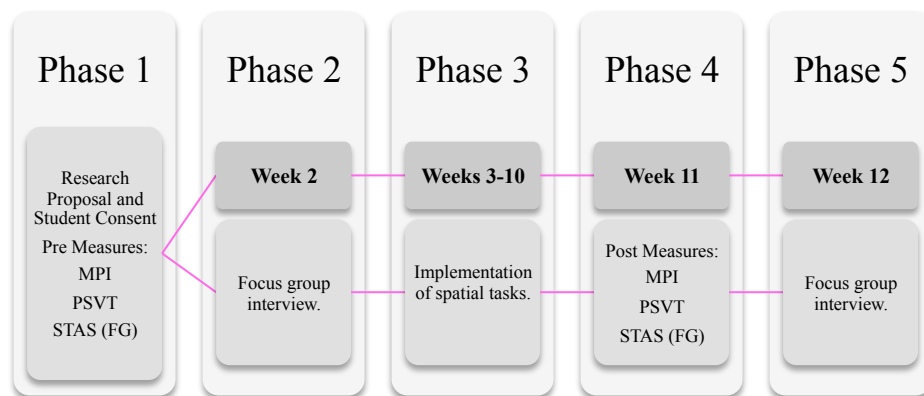 Phase 1
Research
Proposal and
Student Consent
Pre Measures:
MPI
PSVT
STAS (FG)
Phase 2
Week 2
Focus group
interview.
Phase 3
Weeks 3-10
Implementation
of spatial tasks.
Phase 4
Week 11
Post Measures:
MPI
PSVT
STAS (FG)
Phase 5
Week 12
Focus group
interview.